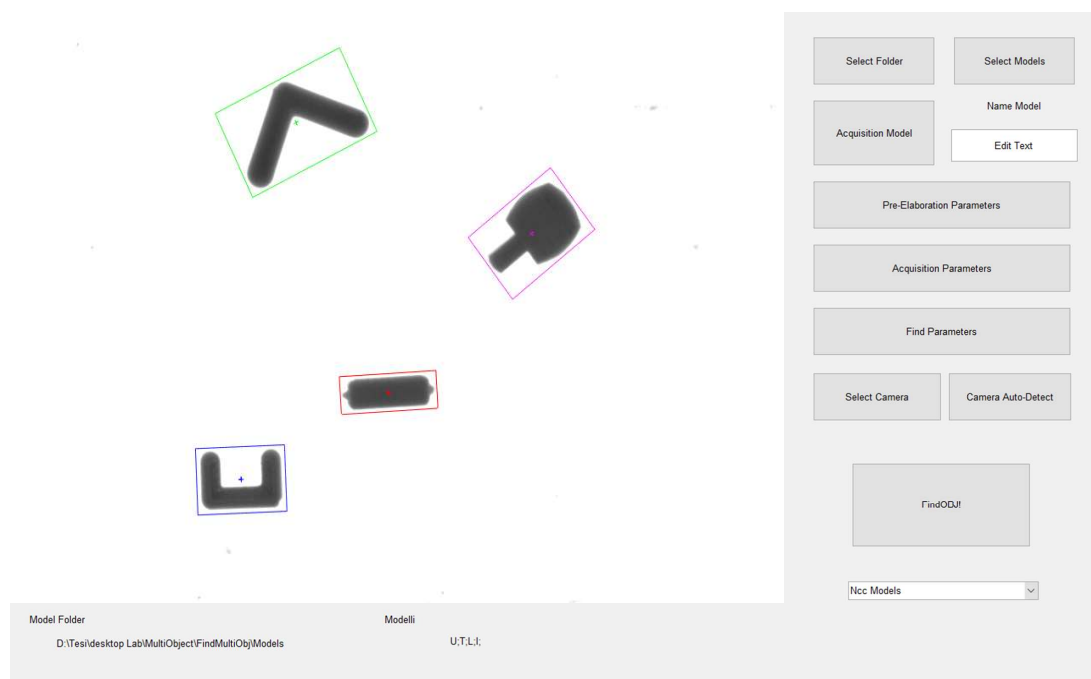 Select Folder
Select Models
Acquisition Model
Name Model
Edit Text
Pre-Elaboration Parameters
Acquisition Parameters
Find Parameters
Select Camera
Camera Auto-Detect
FindOBJ!
Ncc Models
Model Folder
Modelli
D:\Tesi\desktop Lab\MultiObject\FindMultiObj\Models
U;T;L;I;